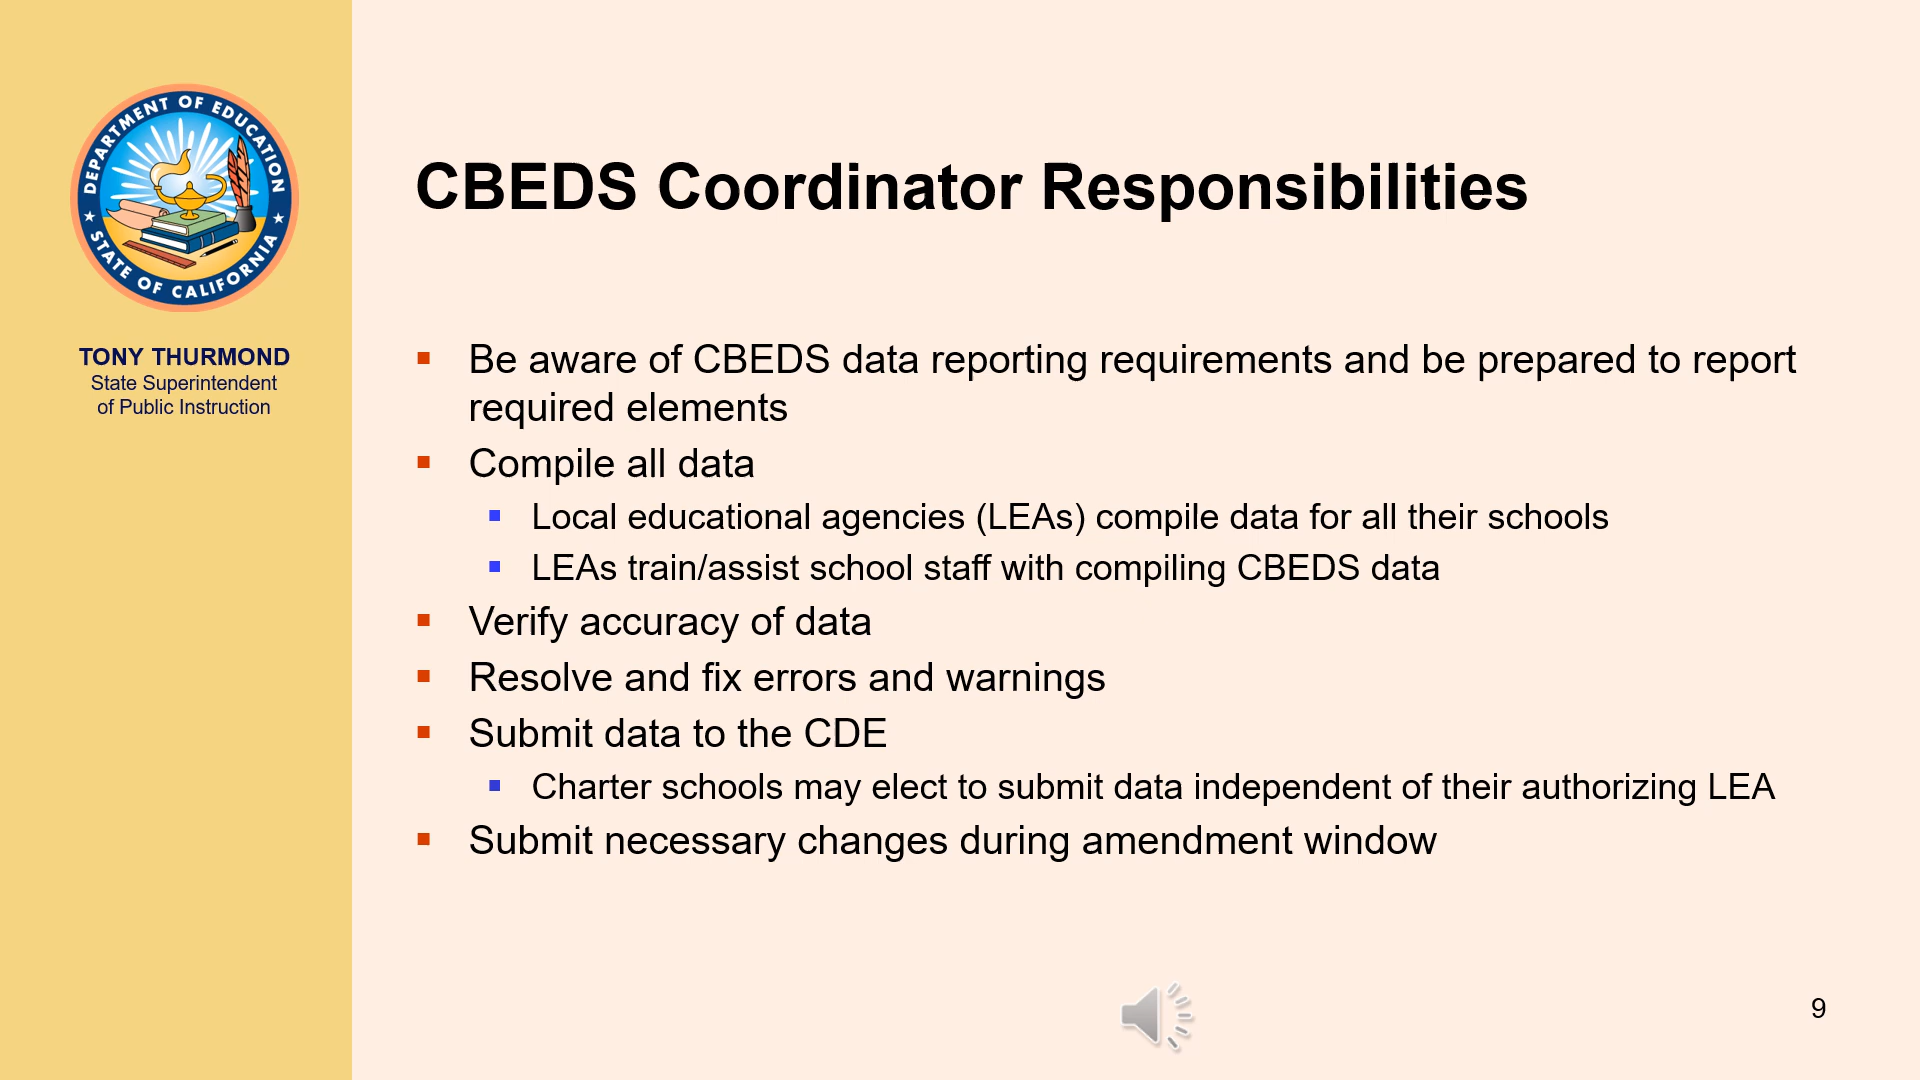 DEPARTMENT OF EDUCATION
STATE OF CALIFORNIA
TONY THURMOND
State Superintendent
of Public Instruction
CBEDS Coordinator Responsibilities
Be aware of CBEDS data reporting requirements and be prepared to report
required elements
Compile all data
Local educational agencies (LEAs) compile data for all their schools
LEAs train/assist school staff with compiling CBEDS data
Verify accuracy of data
Resolve and fix errors and warnings
Submit data to the CDE
Charter schools may elect to submit data independent of their authorizing LEA
Submit necessary changes during amendment window
9